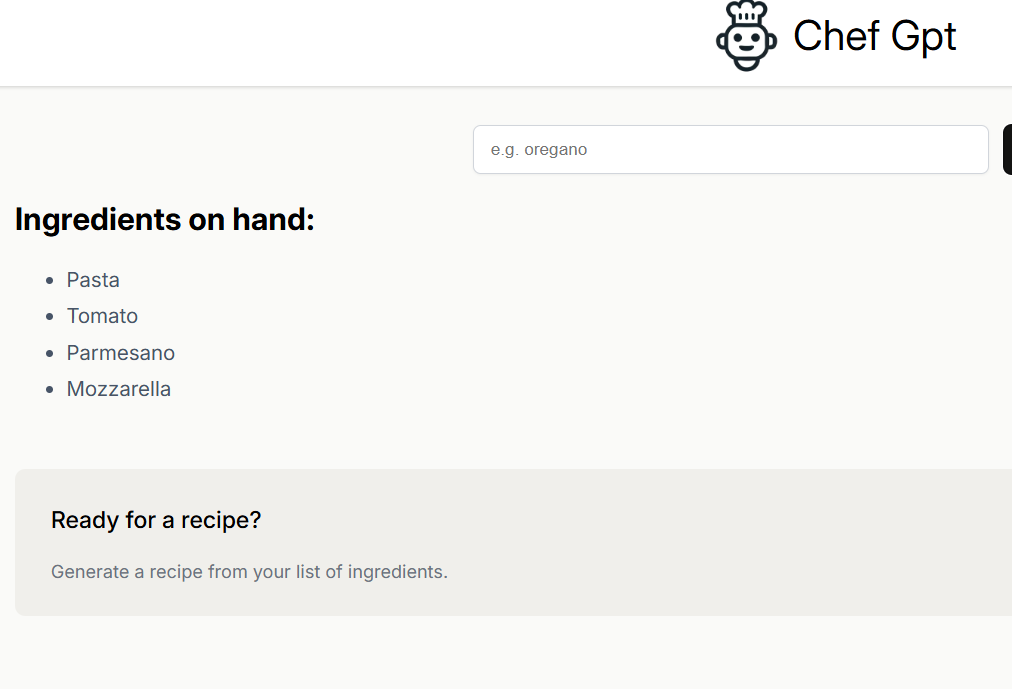 Chef Gpt
e.g. oregano
Ingredients on hand:
Pasta
Tomato
Parmesano
Mozzarella
Ready for a recipe?
Generate a recipe from your list of ingredients.